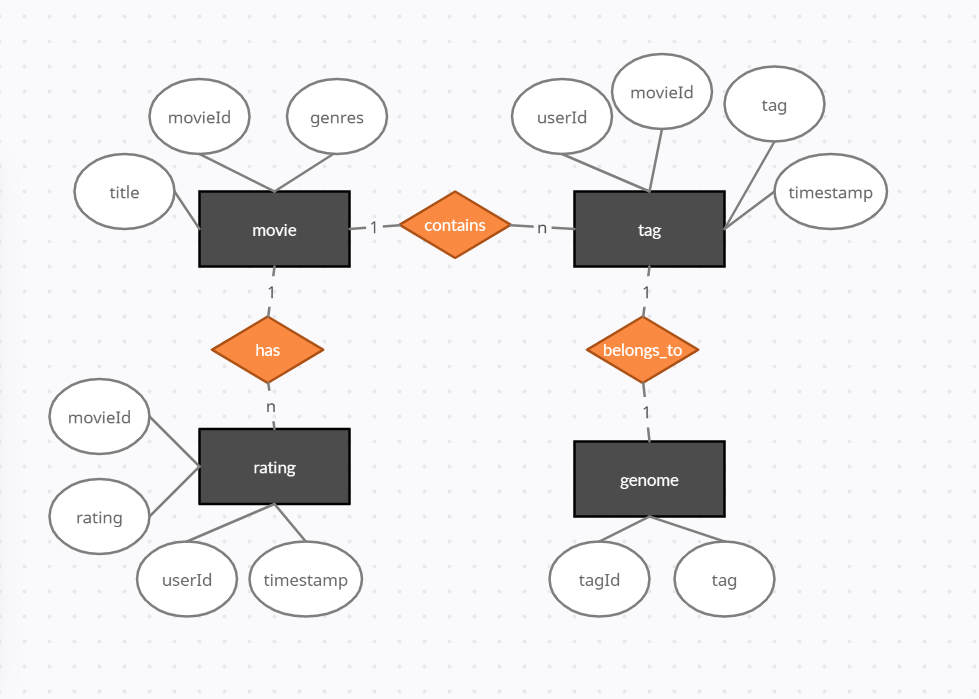 movieId
genres
title
movie
1
contains
n
userId
movieId
tag
timestamp
tag
1
has
n
1
belongs_to
1
movieId
rating
rating
userId
timestamp
genome
tagId
tag